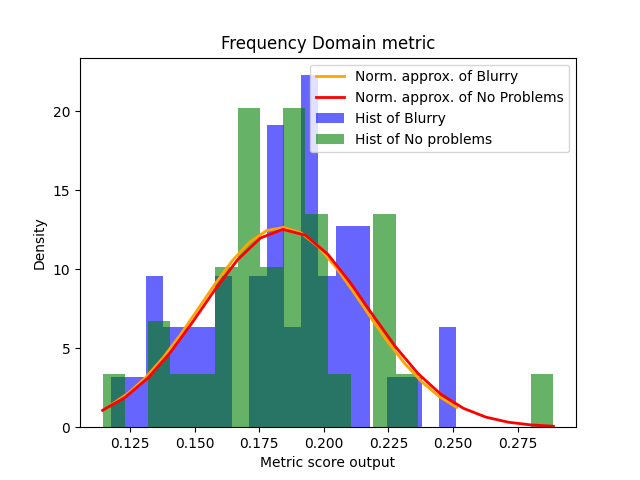 Frequency Domain metric
Norm. approx. of Blurry
Norm. approx. of No Problems
Hist of Blurry
Hist of No problems
Density
20
15
10
5
0
0.125 0.150 0.175 0.200 0.225 0.250 0.275
Metric score output